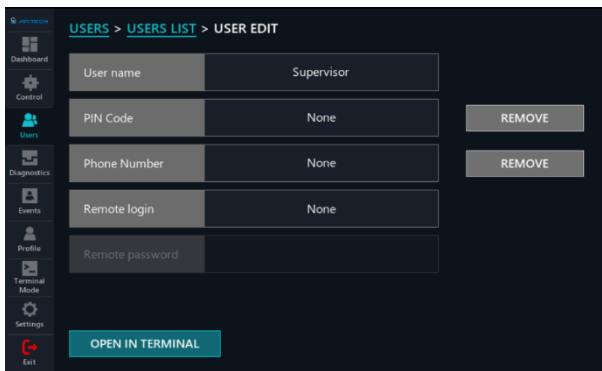 USERS > USERS LIST > USER EDIT
Dashboard
Control
Users
Diagnostics
Events
Profile
Terminal
Mode
Settings
Exit
User name Supervisor
PIN Code None REMOVE
Phone Number None REMOVE
Remote login None
Remote password
OPEN IN TERMINAL